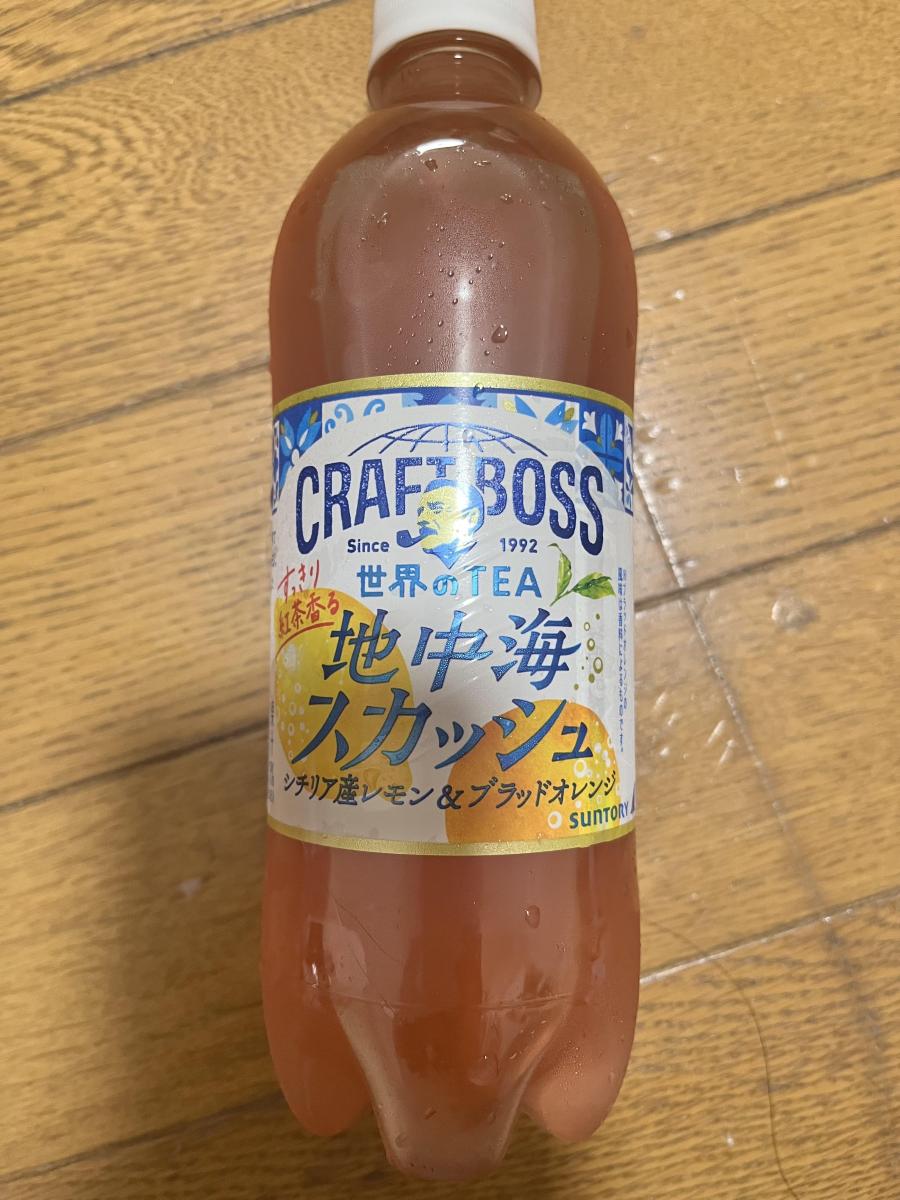 CRAFT BOSS
Since 1992
世界のTEA
すっきり
紅茶香る
地中海
スカッシュ
シチリア産レモン&ブラッドオレンジ
SUNTORY